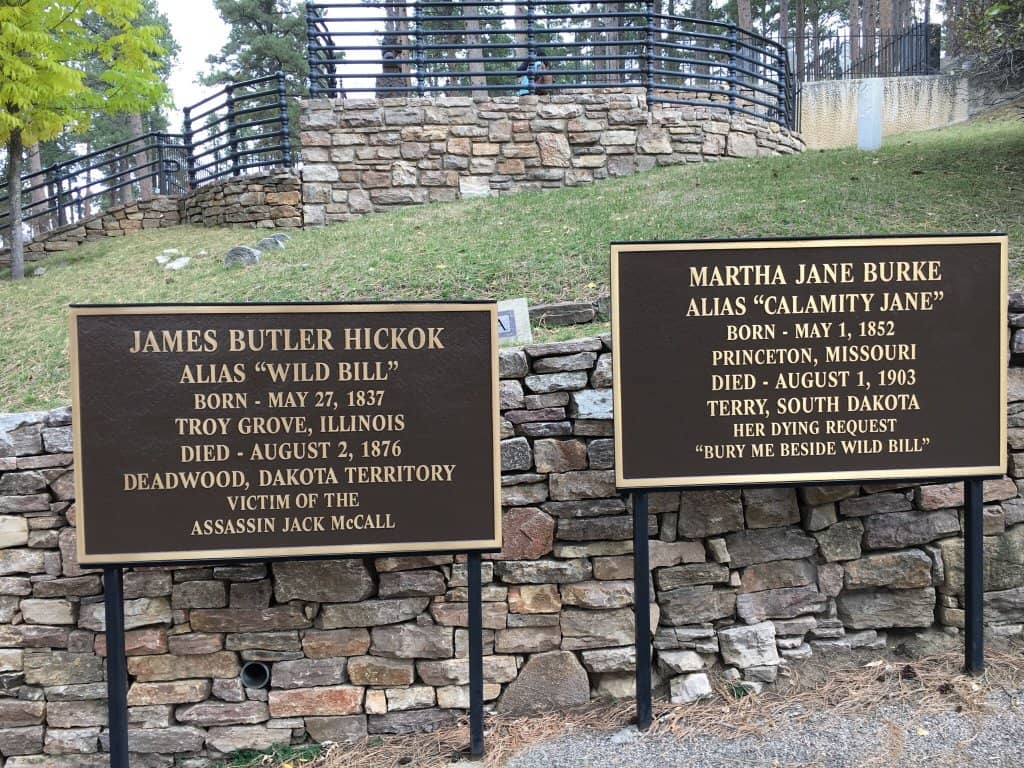 JAMES BUTLER HICKOK
ALIAS "WILD BILL"
BORN - MAY 27, 1837
TROY GROVE, ILLINOIS
DIED - AUGUST 2, 1876
DEADWOOD, DAKOTA TERRITORY
VICTIM OF THE
ASSASSIN JACK McCALL
MARTHA JANE BURKE
ALIAS "CALAMITY JANE"
BORN - MAY 1, 1852
PRINCETON, MISSOURI
DIED - AUGUST 1, 1903
TERRY, SOUTH DAKOTA
HER DYING REQUEST
"BURY ME BESIDE WILD BILL"